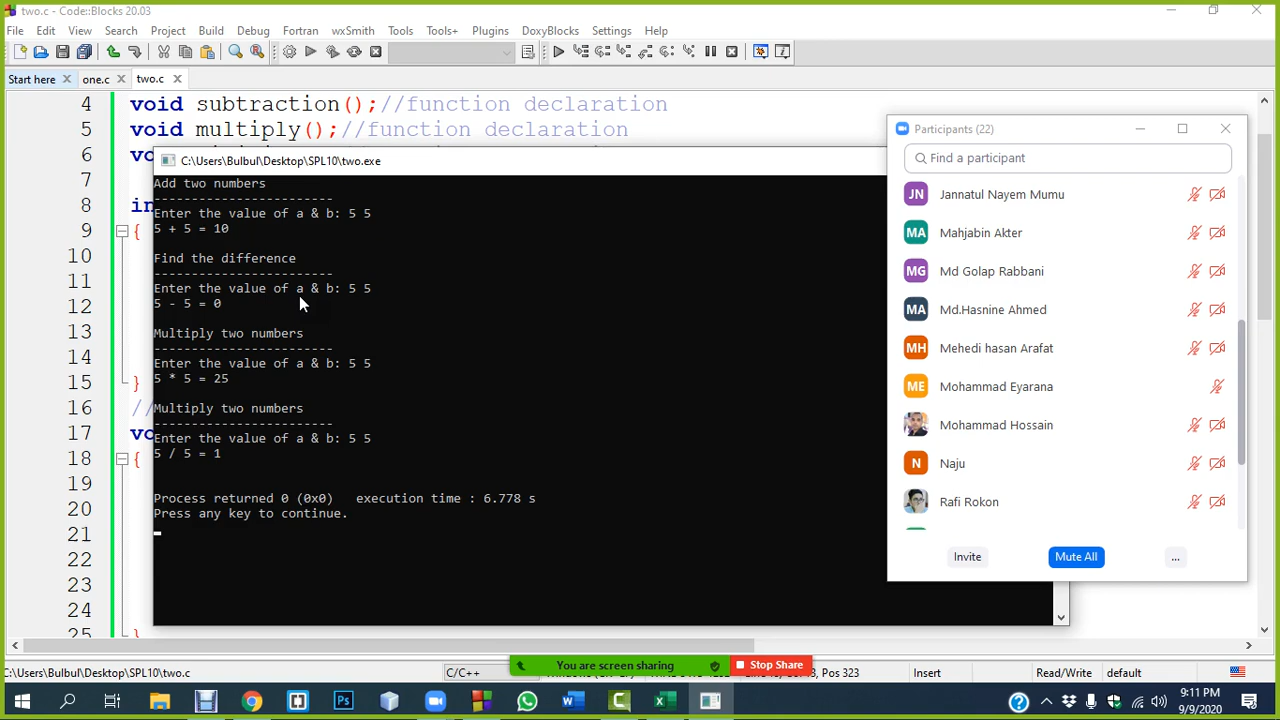 two.c - Code::Blocks 20.03
File Edit View Search Project Build Debug Fortran wxSmith Tools Tools+ Plugins DoxyBlocks Settings Help
Start here one.c two.c
4 void subtraction();//function declaration
5 void multiply();//function declaration
6 vo
7
8 in
9 {
10
11
12
13
14
15 }
16 //
17 vo
18 {
19
20
21
22
23
24
25 }
C:\Users\Bulbul\Desktop\SPL10\two.exe
Add two numbers
------------------------
Enter the value of a & b: 5 5
5 + 5 = 10
Find the difference
------------------------
Enter the value of a & b: 5 5
5 - 5 = 0
Multiply two numbers
------------------------
Enter the value of a & b: 5 5
5 * 5 = 25
Multiply two numbers
------------------------
Enter the value of a & b: 5 5
5 / 5 = 1
Process returned 0 (0x0) execution time : 6.778 s
Press any key to continue.
Participants (22)
Find a participant
JN Jannatul Nayem Mumu
MA Mahjabin Akter
MG Md Golap Rabbani
MA Md.Hasnine Ahmed
MH Mehedi hasan Arafat
ME Mohammad Eyarana
Mohammad Hossain
N Naju
Rafi Rokon
Invite Mute All ...
You are screen sharing Stop Share
C:\Users\Bulbul\Desktop\SPL10\two.c C/C++ Pos 323 Insert Read/Write default
9:11 PM
9/9/2020